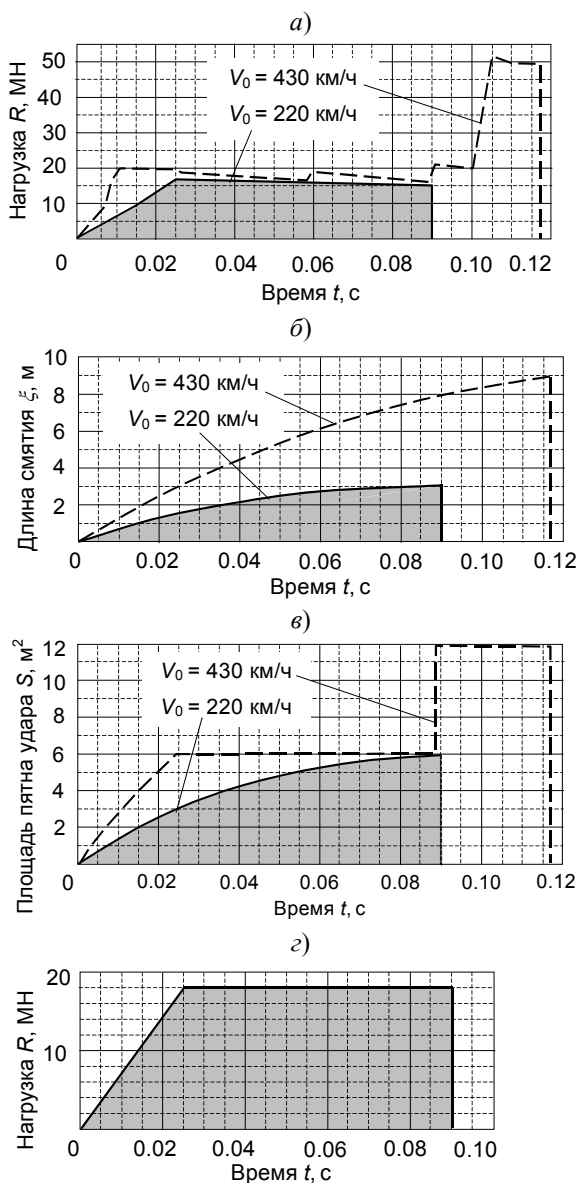 а)
Нагрузка R, МН
50
40
30
20
10
V₀ = 430 км/ч
V₀ = 220 км/ч
0 0.02 0.04 0.06 0.08 0.10 0.12
Время t, с
б)
Длина смятия ξ, м
10
8
6
4
2
V₀ = 430 км/ч
V₀ = 220 км/ч
0 0.02 0.04 0.06 0.08 0.10 0.12
Время t, с
в)
Площадь пятна удара S, м²
12
10
8
6
4
2
V₀ = 430 км/ч
V₀ = 220 км/ч
0 0.02 0.04 0.06 0.08 0.10 0.12
Время t, с
г)
Нагрузка R, МН
20
10
0 0.02 0.04 0.06 0.08 0.10
Время t, с